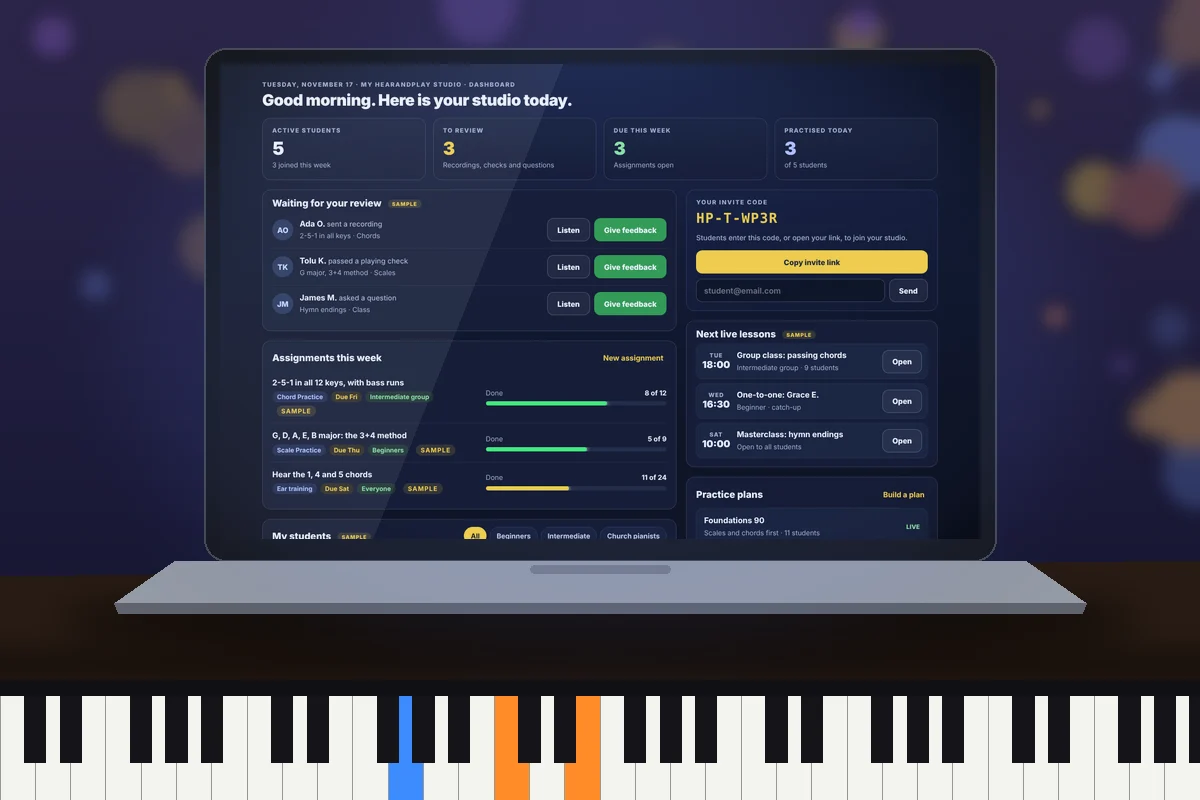 TUESDAY, NOVEMBER 17 · MY HEARANDPLAY STUDIO · DASHBOARD
Good morning. Here is your studio today.
ACTIVE STUDENTS
5
3 joined this week
TO REVIEW
3
Recordings, checks and questions
DUE THIS WEEK
3
Assignments open
PRACTISED TODAY
3
of 5 students
Waiting for your review SAMPLE
AO Ada O. sent a recording
2-5-1 in all keys · Chords
Listen Give feedback
TK Tolu K. passed a playing check
G major, 3+4 method · Scales
Listen Give feedback
JM James M. asked a question
Hymn endings · Class
Listen Give feedback
Assignments this week New assignment
2-5-1 in all 12 keys, with bass runs
Chord Practice Due Fri Intermediate group
SAMPLE
Done 8 of 12
G, D, A, E, B major: the 3+4 method
Scale Practice Due Thu Beginners SAMPLE
Done 5 of 9
Hear the 1, 4 and 5 chords
Ear training Due Sat Everyone SAMPLE
Done 11 of 24
My students SAMPLE All Beginners Intermediate Church pianists
YOUR INVITE CODE
HP-T-WP3R
Students enter this code, or open your link, to join your studio.
Copy invite link
student@email.com Send
Next live lessons SAMPLE
TUE
18:00
Group class: passing chords
Intermediate group · 9 students
Open
WED
16:30
One-to-one: Grace E.
Beginner · catch-up
Open
SAT
10:00
Masterclass: hymn endings
Open to all students
Open
Practice plans Build a plan
Foundations 90
Scales and chords first · 11 students
LIVE